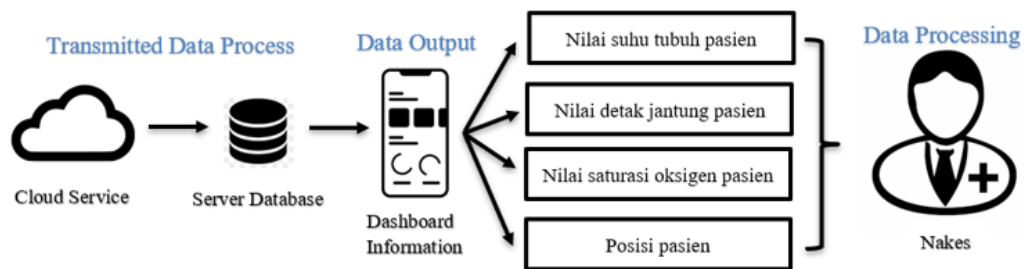 Transmitted Data Process
Data Output
Data Processing
Nilai suhu tubuh pasien
Nilai detak jantung pasien
Nilai saturasi oksigen pasien
Posisi pasien
Cloud Service
Server Database
Dashboard
Information
Nakes